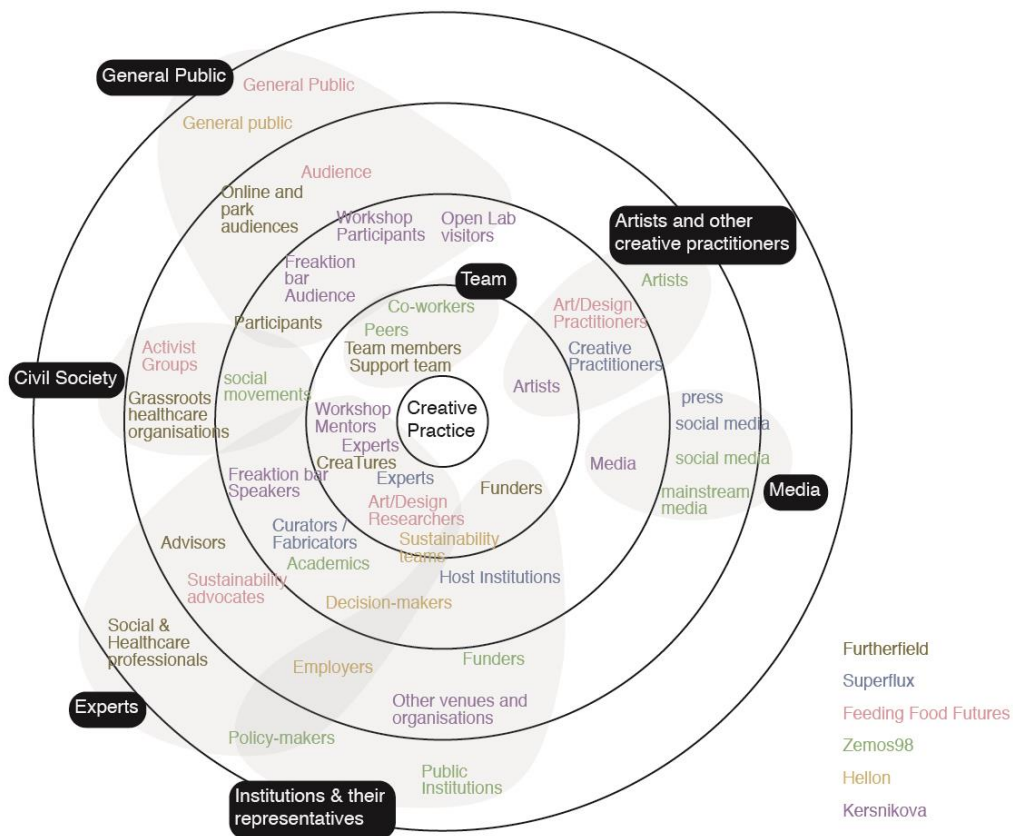 General Public
General Public
General public
Audience
Online and
park
audiences
Workshop
Participants
Open Lab
visitors
Artists and other
creative practitioners
Freaktion
bar
Audience
Team
Artists
Co-workers
Art/Design
Practitioners
Participants
Peers
Team members
Support team
Activist
Groups
Creative
Practitioners
Civil Society
social
movements
Artists
Grassroots
healthcare
organisations
Workshop
Mentors
Creative
Practice
press
social media
Experts
CreaTures
Media
social media
Freaktion bar
Speakers
Experts
Funders
mainstream
media
Media
Art/Design
Researchers
Curators /
Fabricators
Sustainability
teams
Advisors
Academics
Host Institutions
Sustainability
advocates
Decision-makers
Social &
Healthcare
professionals
Employers
Funders
Experts
Other venues and
organisations
Policy-makers
Public
Institutions
Institutions & their
representatives
Furtherfield
Superflux
Feeding Food Futures
Zemos98
Hellon
Kersnikova